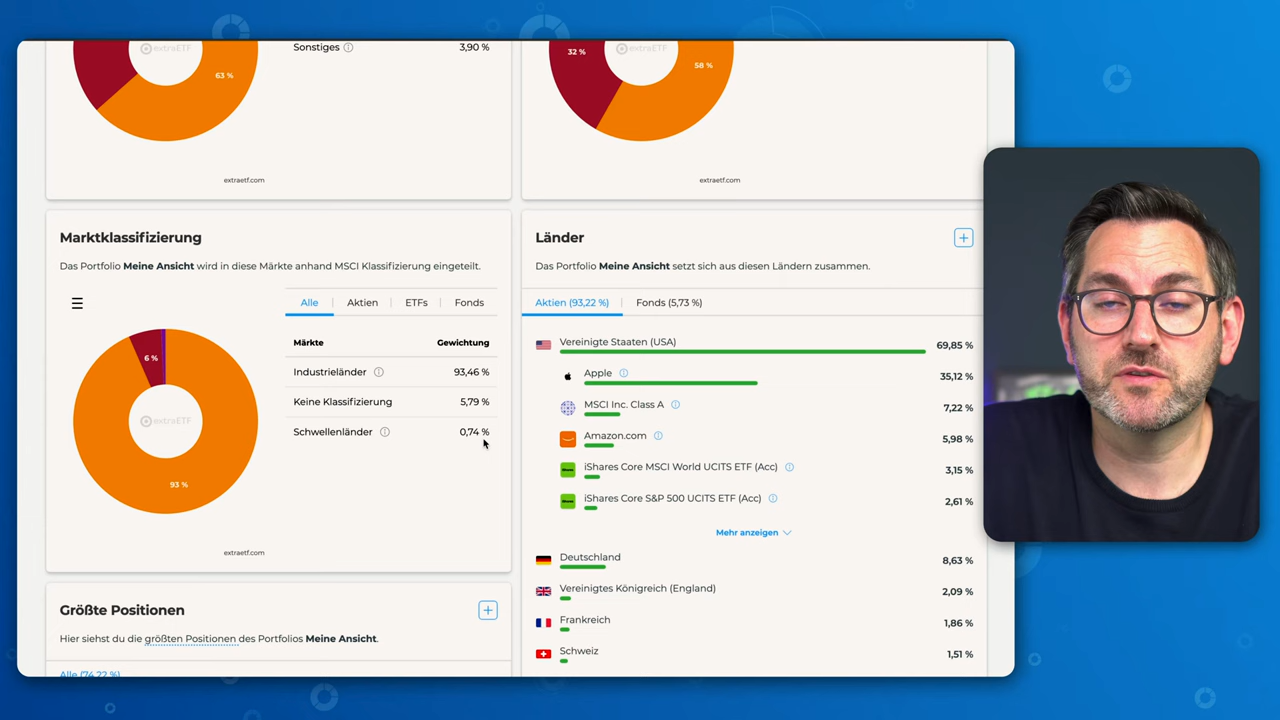 extraETF
Sonstiges
3,90 %
63 %
extraetf.com
extraETF
32 %
58 %
extraetf.com
Marktklassifizierung
Das Portfolio Meine Ansicht wird in diese Märkte anhand MSCI Klassifizierung eingeteilt.
Alle
Aktien
ETFs
Fonds
Märkte
Gewichtung
Industrieländer
93,46 %
Keine Klassifizierung
5,79 %
Schwellenländer
0,74 %
6 %
extraETF
93 %
extraetf.com
Länder
Das Portfolio Meine Ansicht setzt sich aus diesen Ländern zusammen.
Aktien (93,22 %)
Fonds (5,73 %)
Vereinigte Staaten (USA)
69,85 %
Apple
35,12 %
MSCI Inc. Class A
7,22 %
Amazon.com
5,98 %
iShares Core MSCI World UCITS ETF (Acc)
3,15 %
iShares Core S&P 500 UCITS ETF (Acc)
2,61 %
Mehr anzeigen
Deutschland
8,63 %
Vereinigtes Königreich (England)
2,09 %
Frankreich
1,86 %
Schweiz
1,51 %
Größte Positionen
Hier siehst du die größten Positionen des Portfolios Meine Ansicht.
Alle (74,22 %)